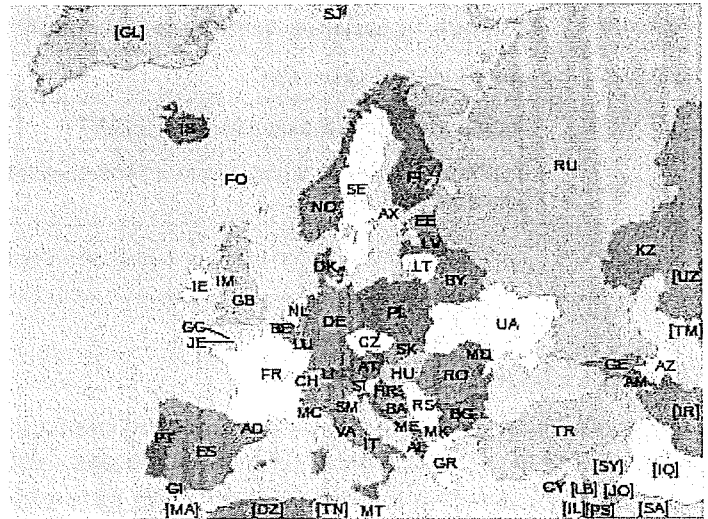 SJ
[GL]
IS
FO
RU
SE
FI
NO
AX
EE
LV
KZ
DK
LT
BY
[UZ]
IE
IM
GB
NL
DE
PL
BE
UA
GG
JE
LU
CZ
SK
[TM]
MD
AT
FR
CH
LI
HU
RO
GE
AZ
AM
SI
HR
MC
SM
BA
RS
BG
[IR]
AD
VA
ME
MK
TR
PT
ES
IT
AL
GR
[SY]
[IQ]
GI
CY
[LB]
[JO]
[MA]
[DZ]
[TN]
MT
[IL]
[PS]
[SA]